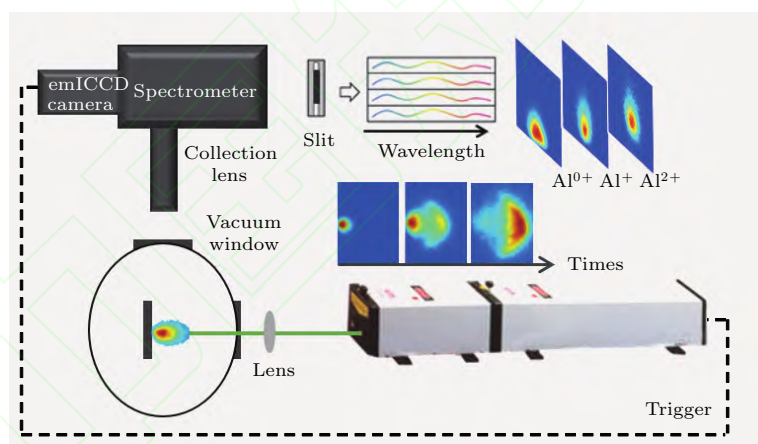 emICCD
camera
Spectrometer
Collection
lens
Slit
Wavelength
Al⁰⁺ Al⁺ Al²⁺
Vacuum
window
Times
Lens
Trigger